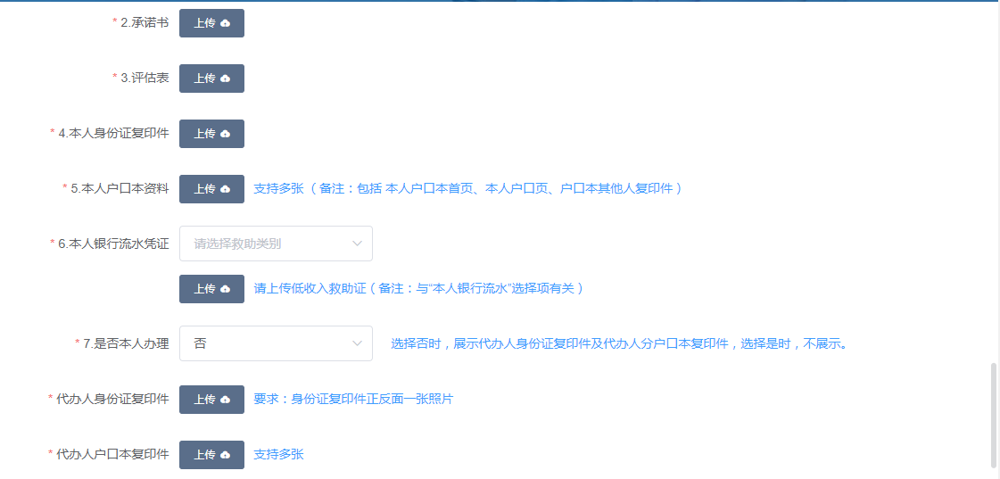 * 2.承诺书 上传
* 3.评估表 上传
* 4.本人身份证复印件 上传
* 5.本人户口本资料 上传 支持多张（备注：包括 本人户口本首页、本人户口页、户口本其他人复印件）
* 6.本人银行流水凭证 请选择救助类别
上传 请上传低收入救助证（备注：与“本人银行流水”选择项有关）
* 7.是否本人办理 否 选择否时，展示代办人身份证复印件及代办人分户口本复印件，选择是时，不展示。
* 代办人身份证复印件 上传 要求：身份证复印件正反面一张照片
* 代办人户口本复印件 上传 支持多张